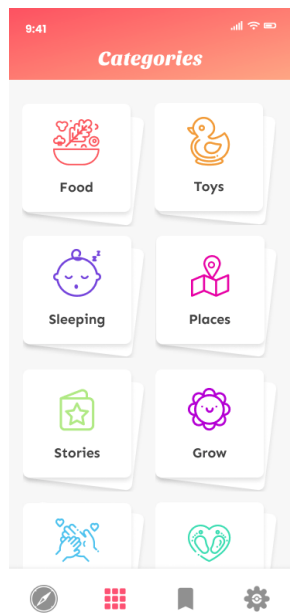 9:41
Categories
Food
Toys
Sleeping
z z
Places
Stories
Grow